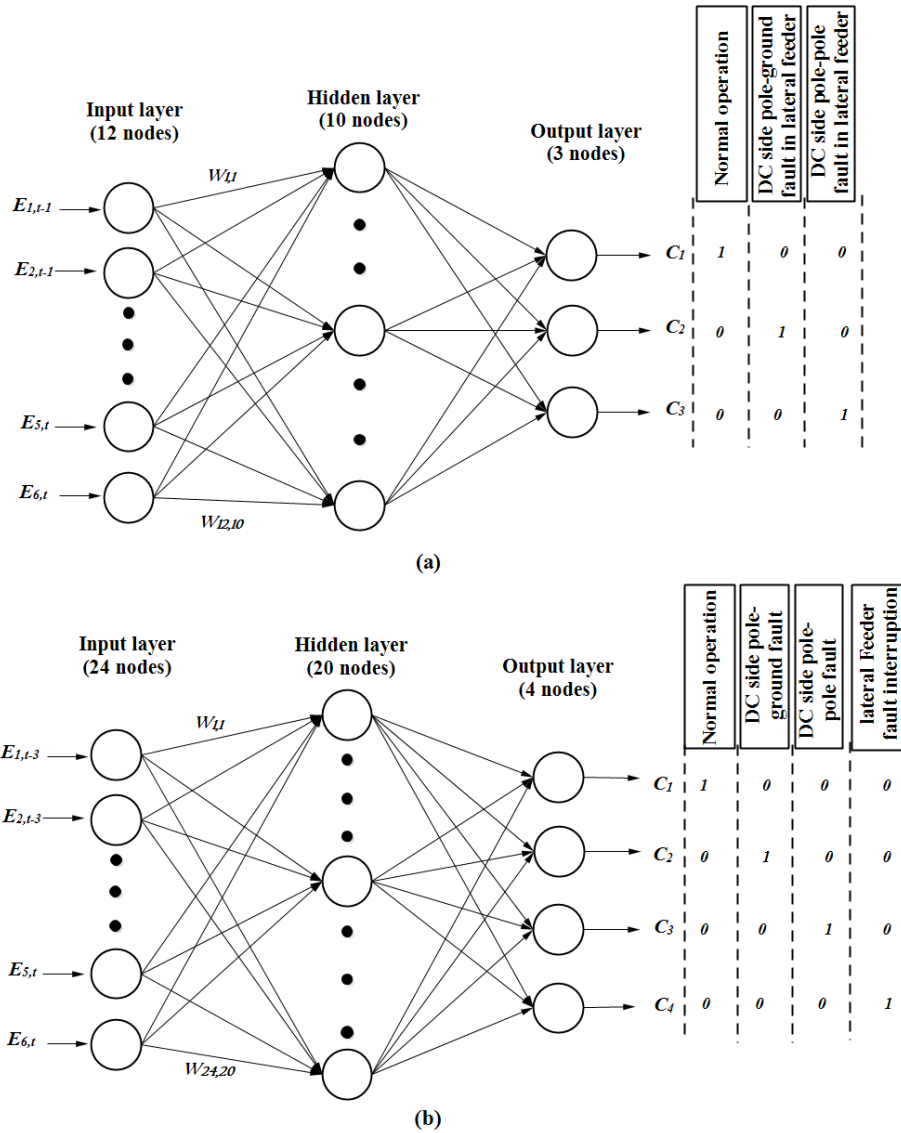 Normal operation
DC side pole-ground
fault in lateral feeder
DC side pole-pole
fault in lateral feeder
Input layer
(12 nodes)
Hidden layer
(10 nodes)
Output layer
(3 nodes)
W1,1
E1,t-1
E2,t-1
E5,t
E6,t
W12,10
C1 1 0 0
C2 0 1 0
C3 0 0 1
(a)
Normal operation
DC side pole-
ground fault
DC side pole-
pole fault
lateral Feeder
fault interruption
Input layer
(24 nodes)
Hidden layer
(20 nodes)
Output layer
(4 nodes)
W1,1
E1,t-3
E2,t-3
E5,t
E6,t
W24,20
C1 1 0 0 0
C2 0 1 0 0
C3 0 0 1 0
C4 0 0 0 1
(b)